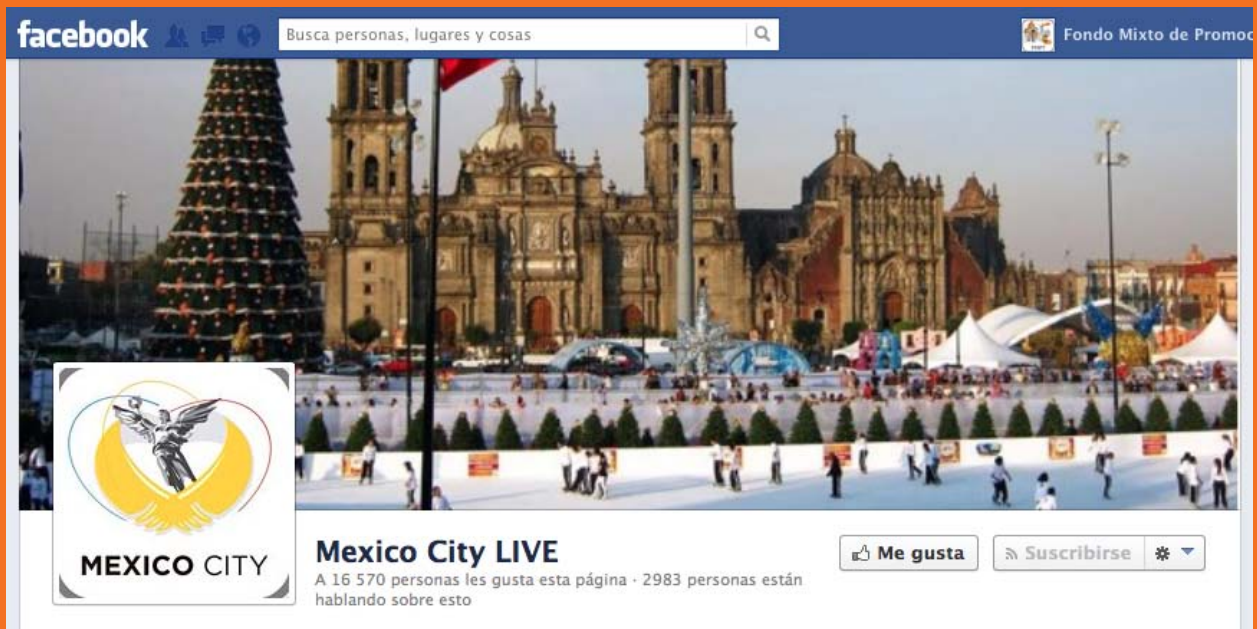 facebook
Busca personas, lugares y cosas
Fondo Mixto de Promoc
MEXICO CITY
Mexico City LIVE
A 16 570 personas les gusta esta página · 2983 personas están
hablando sobre esto
Me gusta
Suscribirse